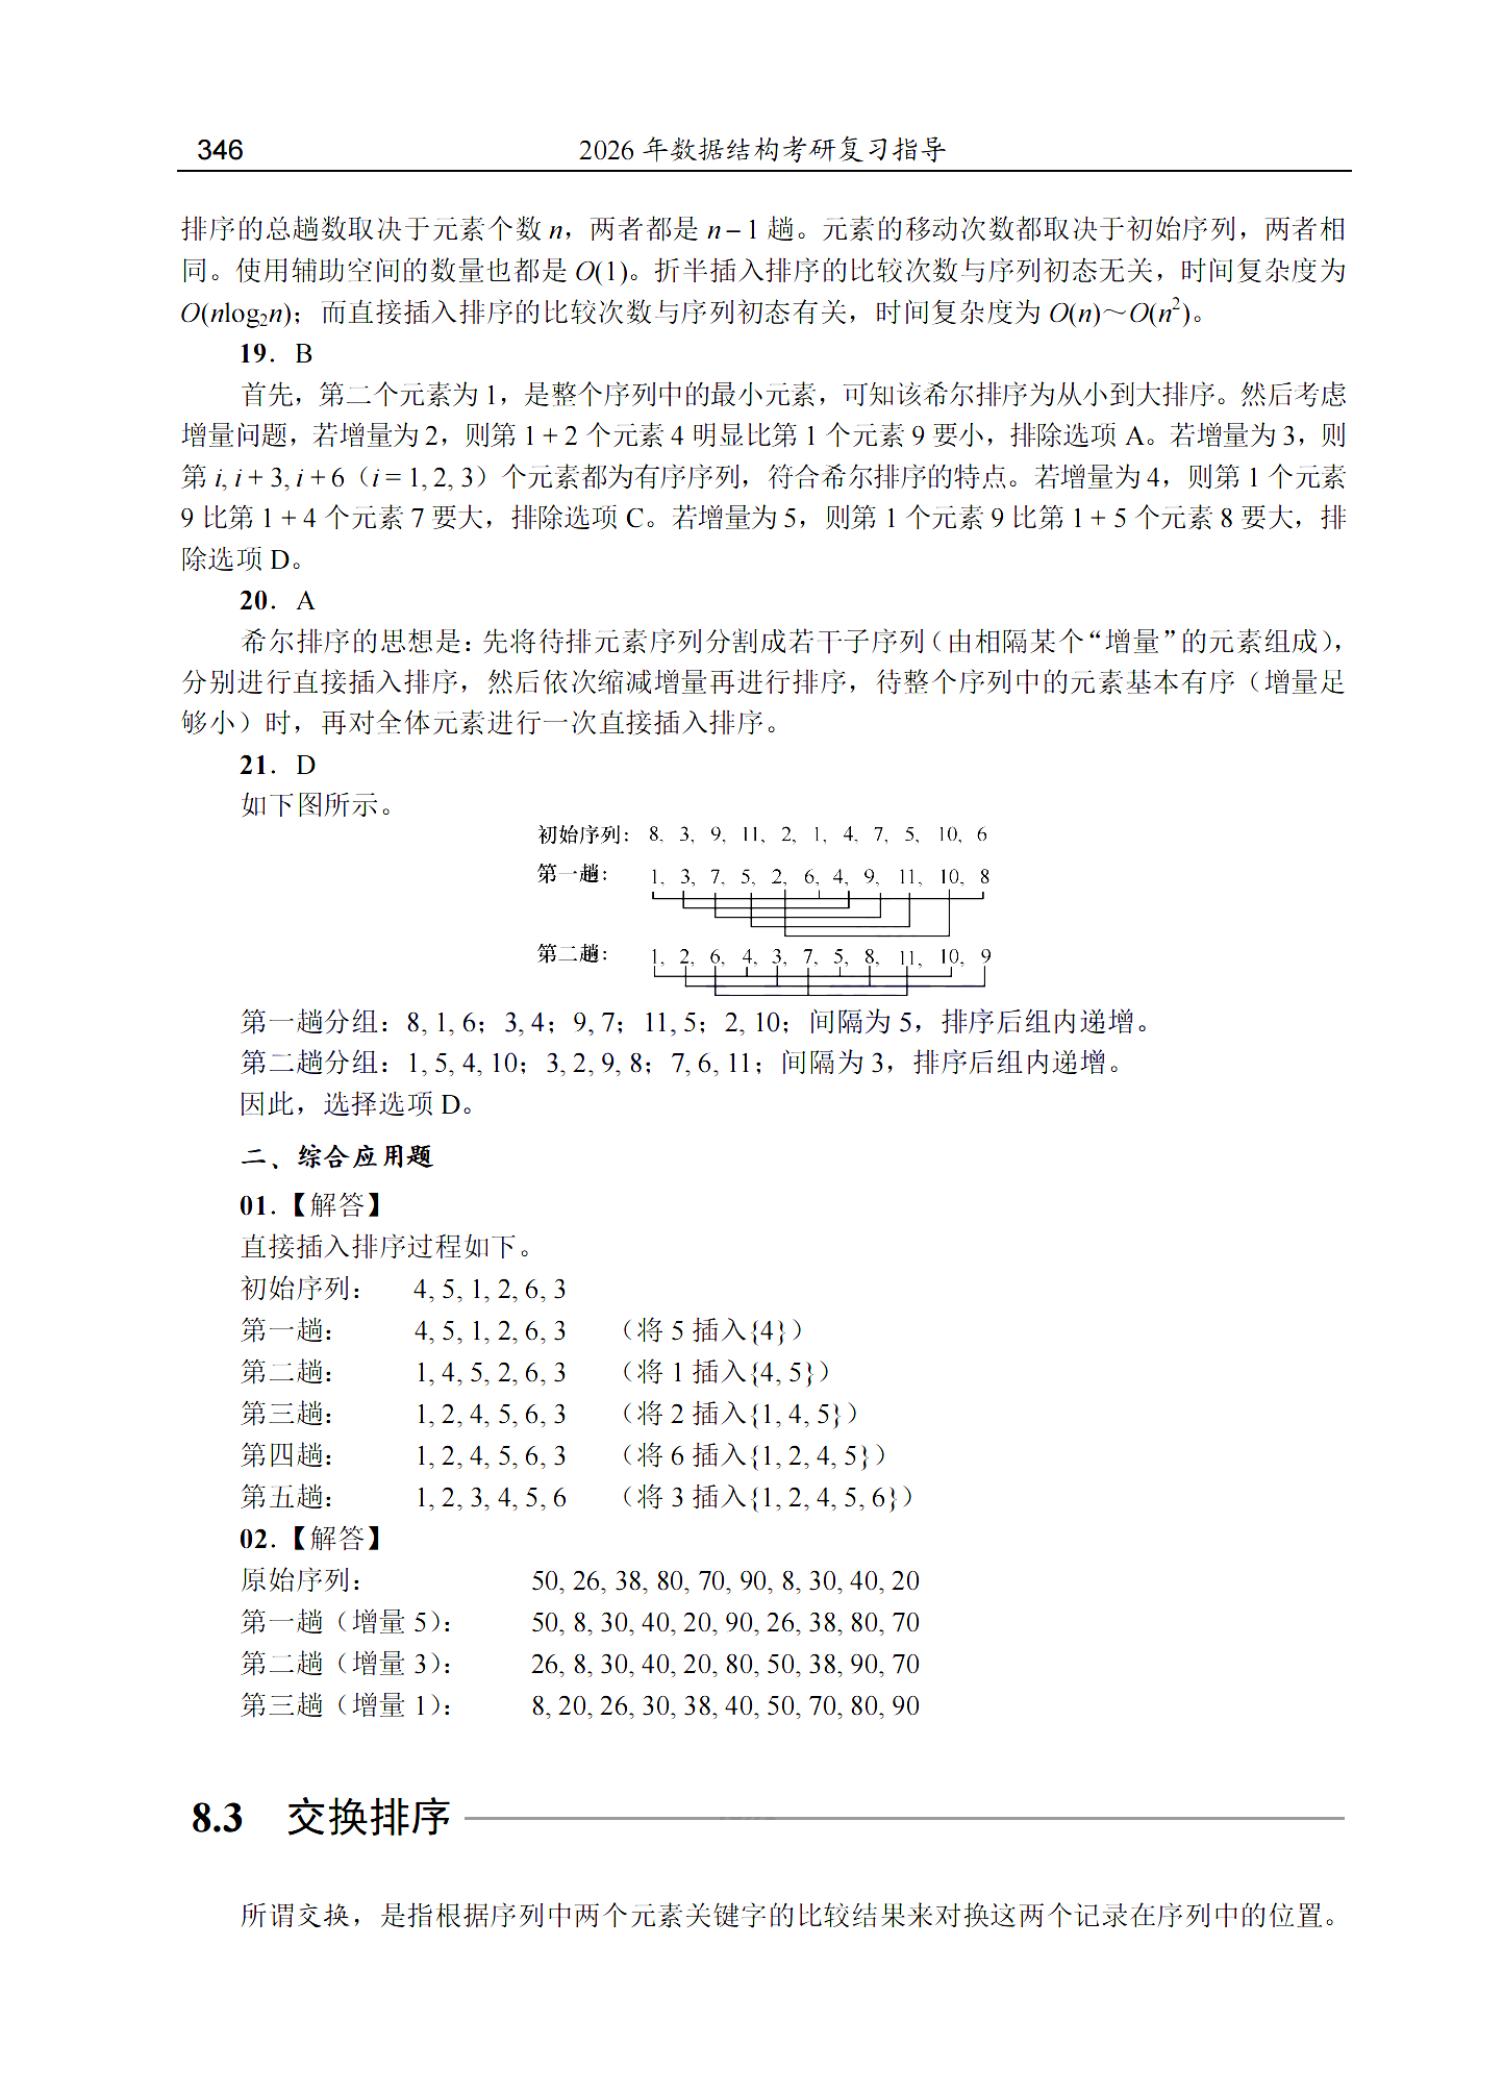 346 2026 年数据结构考研复习指导
排序的总趟数取决于元素个数 n，两者都是 n – 1 趟。元素的移动次数都取决于初始序列，两者相
同。使用辅助空间的数量也都是 O(1)。折半插入排序的比较次数与序列初态无关，时间复杂度为
O(nlog₂n)；而直接插入排序的比较次数与序列初态有关，时间复杂度为 O(n)～O(n²)。
19．B
首先，第二个元素为 1，是整个序列中的最小元素，可知该希尔排序为从小到大排序。然后考虑
增量问题，若增量为 2，则第 1 + 2 个元素 4 明显比第 1 个元素 9 要小，排除选项 A。若增量为 3，则
第 i, i + 3, i + 6（i = 1, 2, 3）个元素都为有序序列，符合希尔排序的特点。若增量为 4，则第 1 个元素
9 比第 1 + 4 个元素 7 要大，排除选项 C。若增量为 5，则第 1 个元素 9 比第 1 + 5 个元素 8 要大，排
除选项 D。
20．A
希尔排序的思想是：先将待排元素序列分割成若干子序列（由相隔某个“增量”的元素组成），
分别进行直接插入排序，然后依次缩减增量再进行排序，待整个序列中的元素基本有序（增量足
够小）时，再对全体元素进行一次直接插入排序。
21．D
如下图所示。
初始序列： 8, 3, 9, 11, 2, 1, 4, 7, 5, 10, 6
第一趟： 1, 3, 7, 5, 2, 6, 4, 9, 11, 10, 8
第二趟： 1, 2, 6, 4, 3, 7, 5, 8, 11, 10, 9
第一趟分组：8, 1, 6；3, 4；9, 7；11, 5；2, 10；间隔为 5，排序后组内递增。
第二趟分组：1, 5, 4, 10；3, 2, 9, 8；7, 6, 11；间隔为 3，排序后组内递增。
因此，选择选项 D。
二、综合应用题
01．【解答】
直接插入排序过程如下。
初始序列： 4, 5, 1, 2, 6, 3
第一趟： 4, 5, 1, 2, 6, 3 （将 5 插入{4}）
第二趟： 1, 4, 5, 2, 6, 3 （将 1 插入{4, 5}）
第三趟： 1, 2, 4, 5, 6, 3 （将 2 插入{1, 4, 5}）
第四趟： 1, 2, 4, 5, 6, 3 （将 6 插入{1, 2, 4, 5}）
第五趟： 1, 2, 3, 4, 5, 6 （将 3 插入{1, 2, 4, 5, 6}）
02．【解答】
原始序列： 50, 26, 38, 80, 70, 90, 8, 30, 40, 20
第一趟（增量 5）： 50, 8, 30, 40, 20, 90, 26, 38, 80, 70
第二趟（增量 3）： 26, 8, 30, 40, 20, 80, 50, 38, 90, 70
第三趟（增量 1）： 8, 20, 26, 30, 38, 40, 50, 70, 80, 90
8.3 交换排序
所谓交换，是指根据序列中两个元素关键字的比较结果来对换这两个记录在序列中的位置。